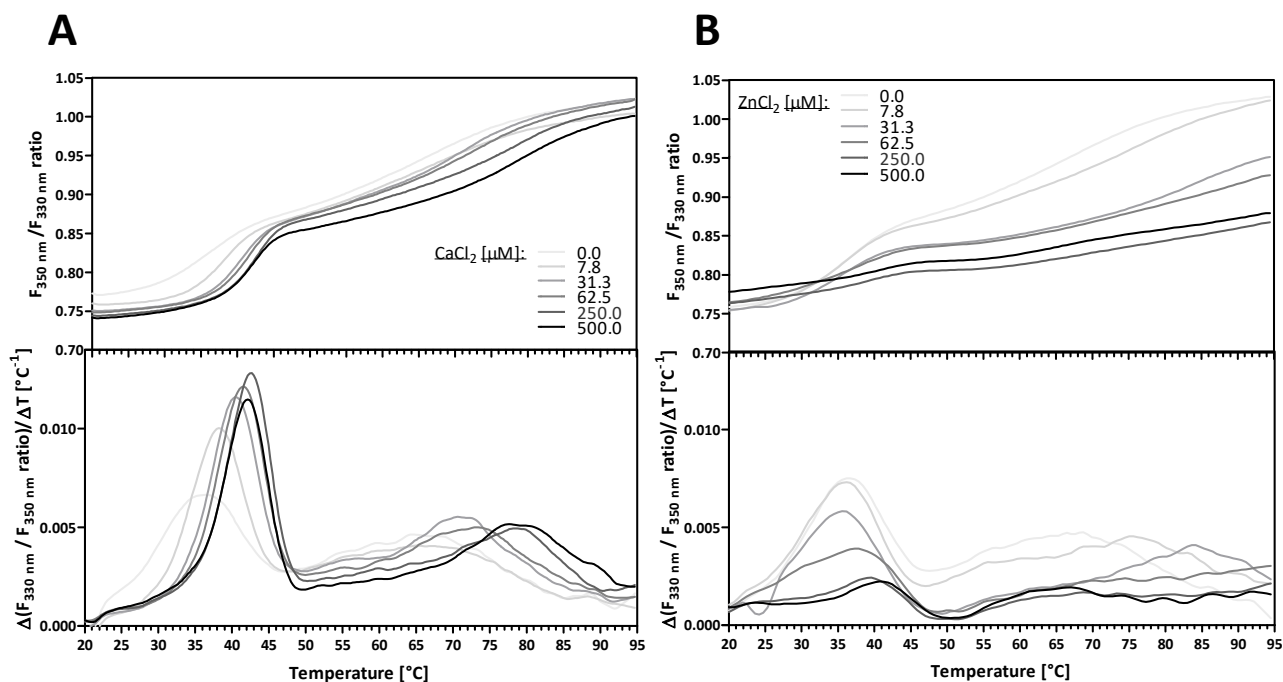 A
1.05
1.00
0.95
0.90
0.85
0.80
0.75
0.70
F350 nm /F330 nm ratio
CaCl2 [µM]:
0.0
7.8
31.3
62.5
250.0
500.0
0.010
0.005
0.000
Δ(F330 nm / F350 nm ratio)/ΔT [°C-1]
20 25 30 35 40 45 50 55 60 65 70 75 80 85 90 95
Temperature [°C]
B
1.05
1.00
0.95
0.90
0.85
0.80
0.75
0.70
F350 nm /F330 nm ratio
ZnCl2 [µM]:
0.0
7.8
31.3
62.5
250.0
500.0
0.010
0.005
0.000
Δ(F330 nm / F350 nm ratio)/ΔT [°C-1]
20 25 30 35 40 45 50 55 60 65 70 75 80 85 90 95
Temperature [°C]